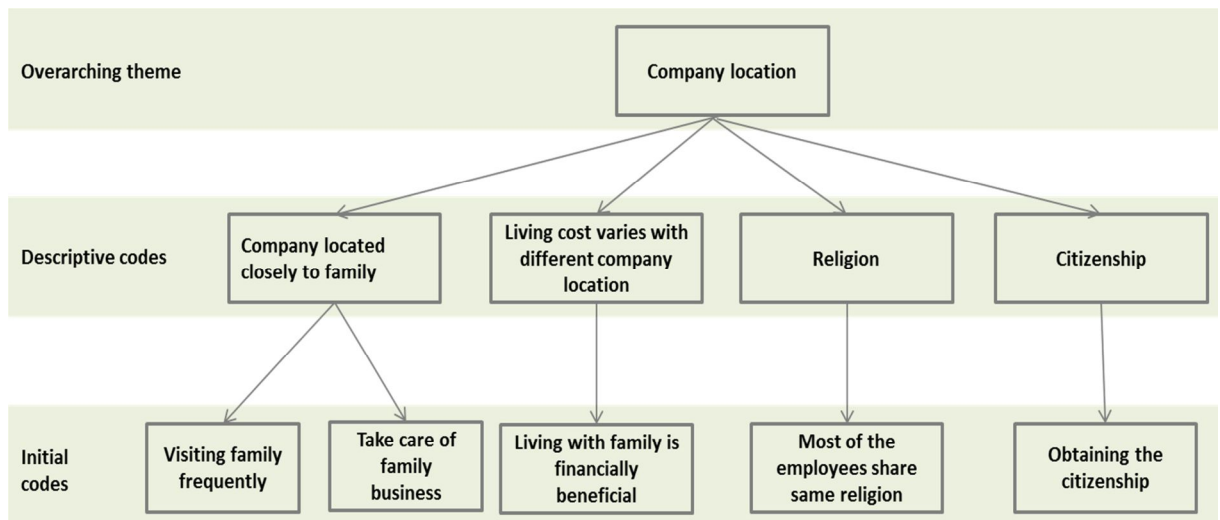 Overarching theme
Company location
Descriptive codes
Company located
closely to family
Living cost varies with
different company
location
Religion
Citizenship
Initial
codes
Visiting family
frequently
Take care of
family
business
Living with family is
financially
beneficial
Most of the
employees share
same religion
Obtaining the
citizenship